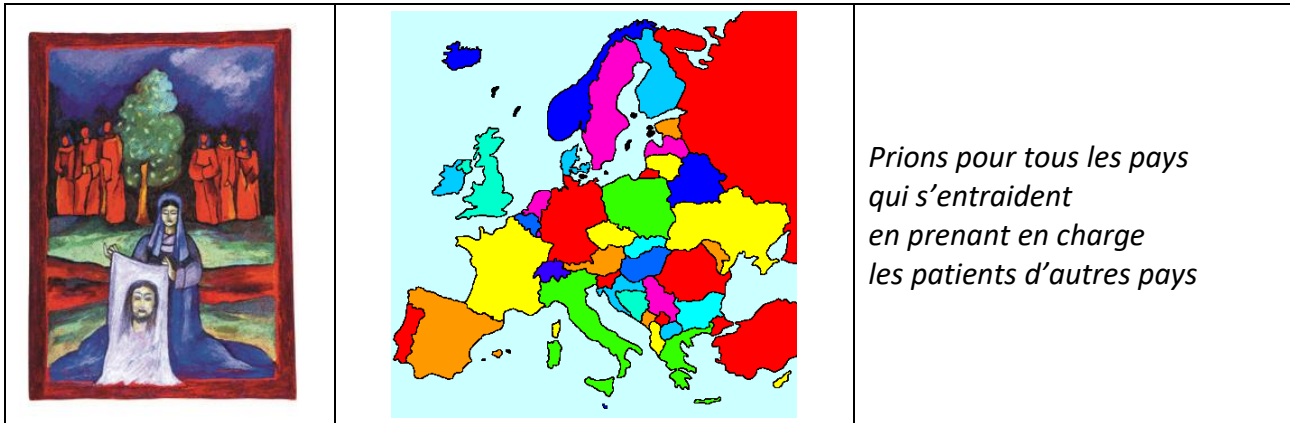 Prions pour tous les pays
qui s’entraident
en prenant en charge
les patients d’autres pays